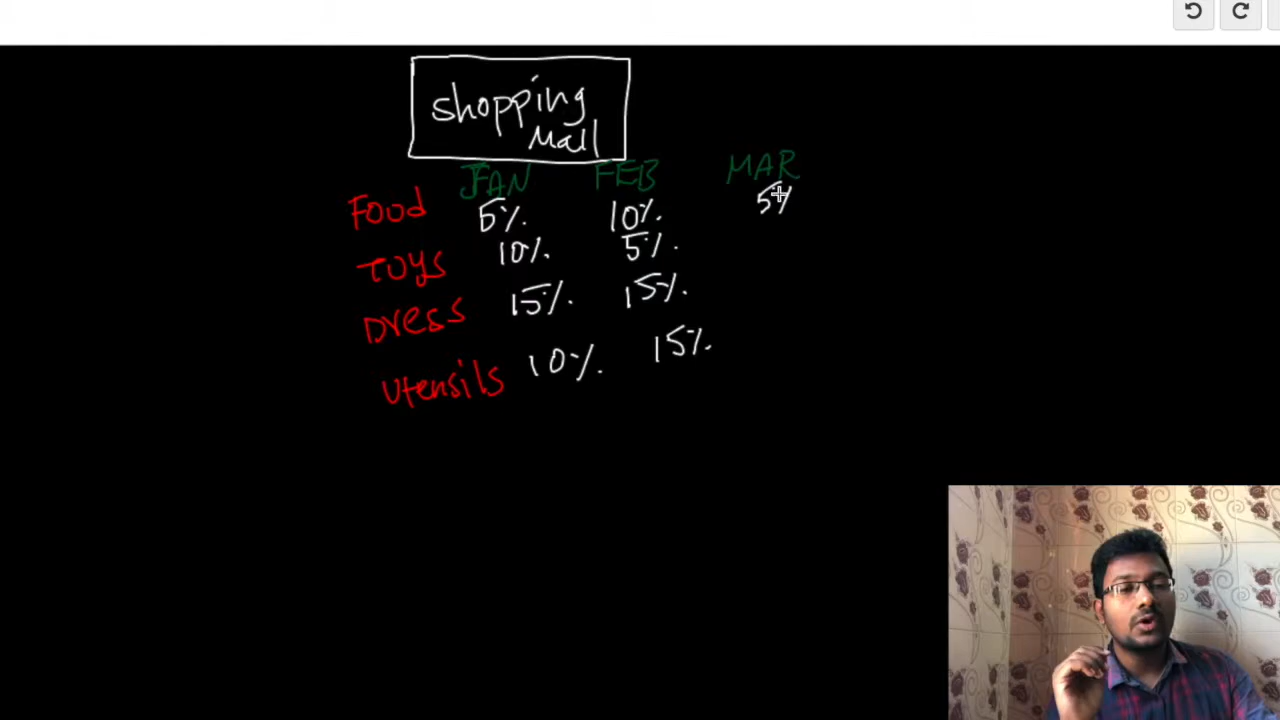 shopping
Mall
JAN FEB MAR
Food 5% 10% 5%
Toys 10% 5%
Dress 15% 15%
Utensils 10% 15%